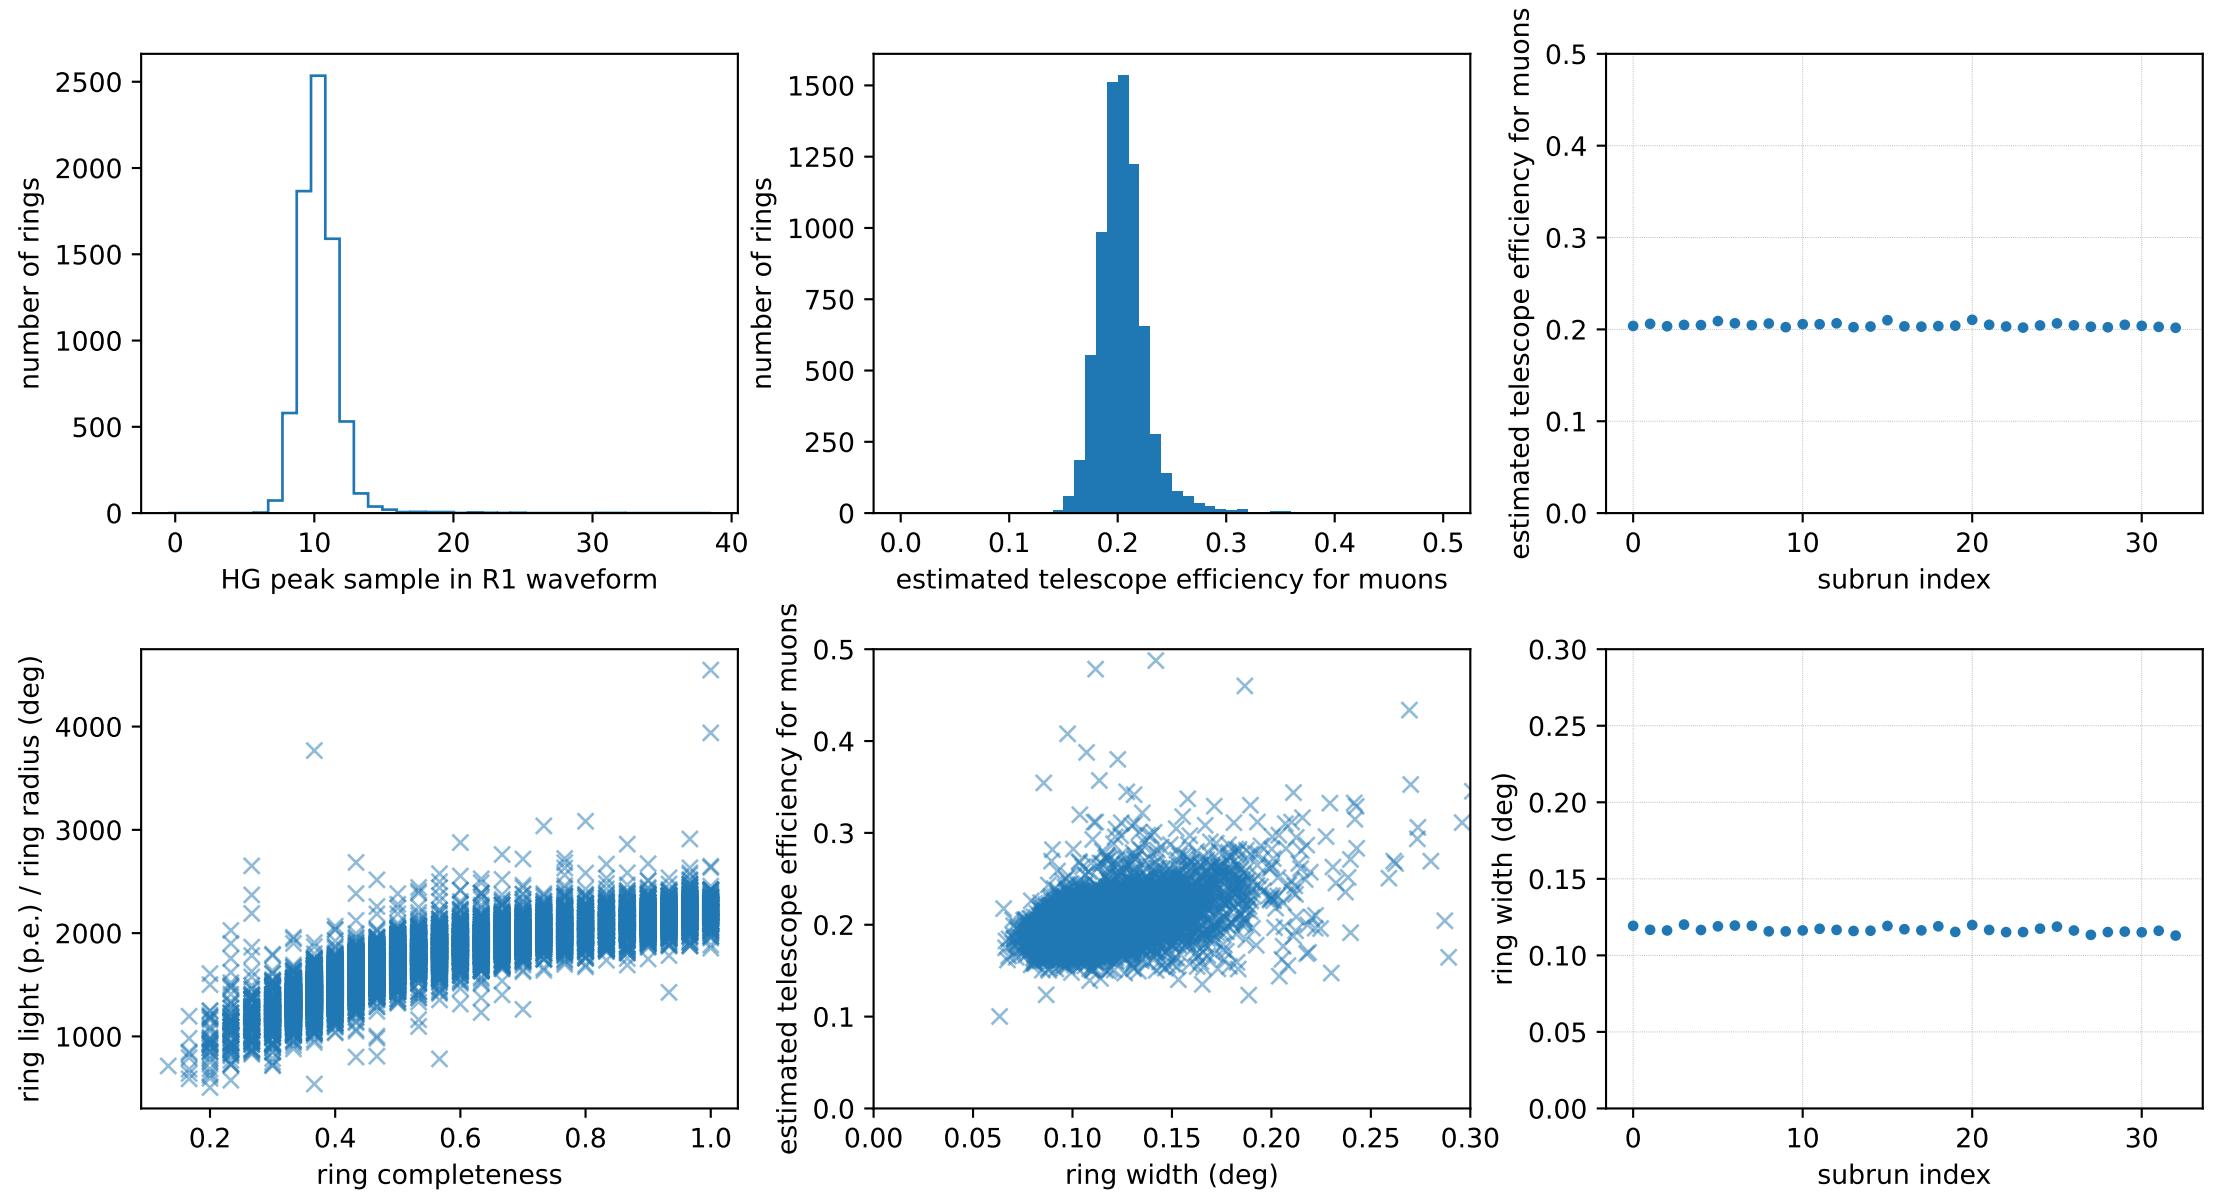 2500
2000
1500
1000
500
0
number of rings
0 10 20 30 40
HG peak sample in R1 waveform
1500
1250
1000
750
500
250
0
number of rings
0.0 0.1 0.2 0.3 0.4 0.5
estimated telescope efficiency for muons
0.5
0.4
0.3
0.2
0.1
0.0
estimated telescope efficiency for muons
0 10 20 30
subrun index
4000
3000
2000
1000
ring light (p.e.) / ring radius (deg)
0.2 0.4 0.6 0.8 1.0
ring completeness
0.5
0.4
0.3
0.2
0.1
0.0
estimated telescope efficiency for muons
0.00 0.05 0.10 0.15 0.20 0.25 0.30
ring width (deg)
0.30
0.25
0.20
0.15
0.10
0.05
0.00
ring width (deg)
0 10 20 30
subrun index